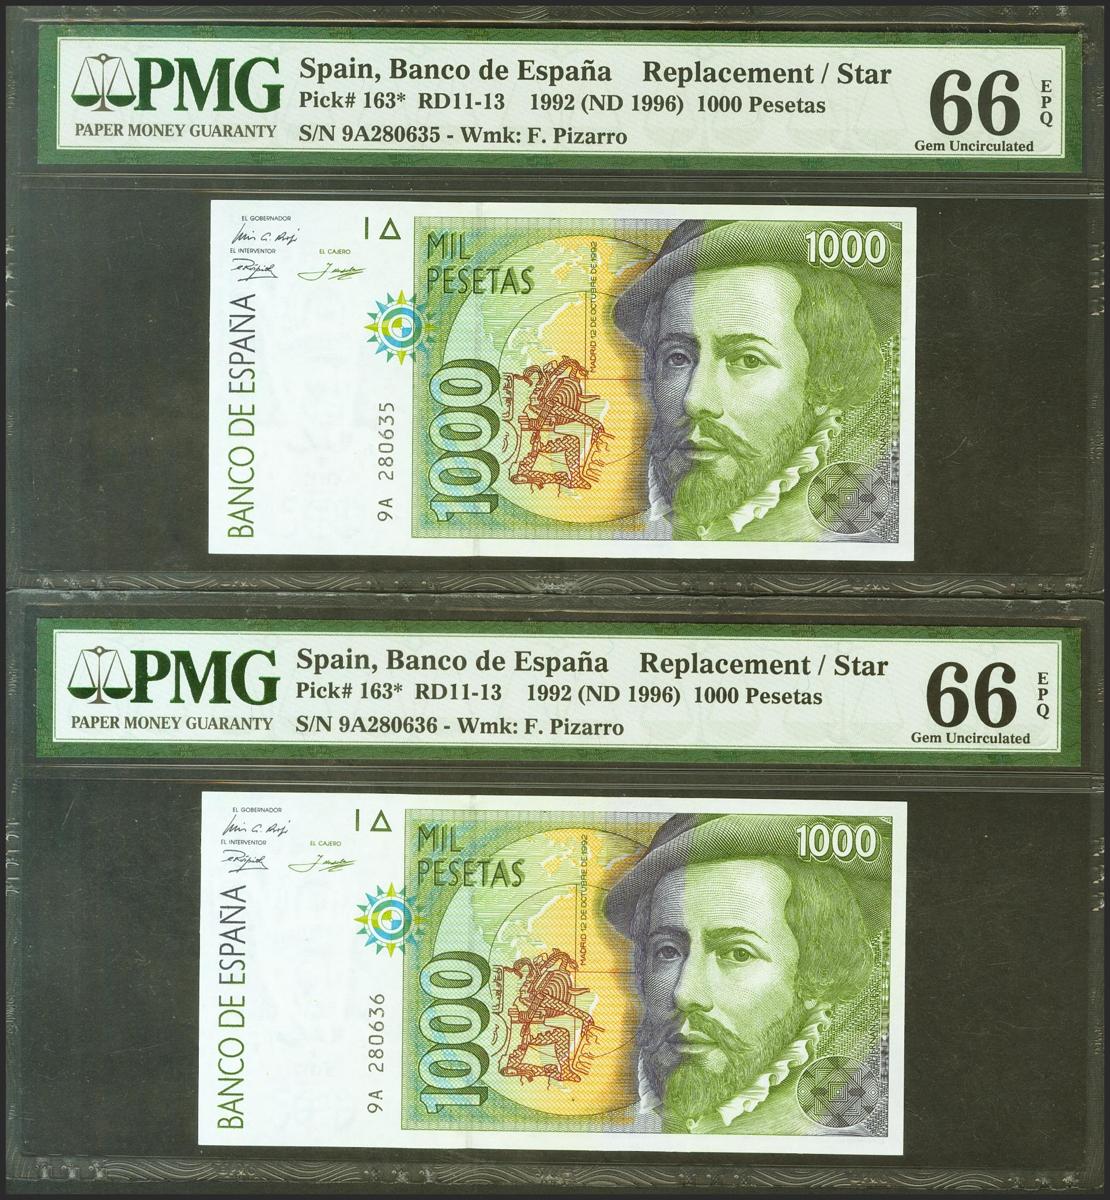 PMG
PAPER MONEY GUARANTY
Spain, Banco de España Replacement / Star
Pick# 163* RD11-13 1992 (ND 1996) 1000 Pesetas
S/N 9A280635 - Wmk: F. Pizarro
66
EPQ
Gem Uncirculated
EL GOBERNADOR
EL INTERVENTOR
EL CAJERO
BANCO DE ESPAÑA
9A 280635
MIL
PESETAS
1000
MADRID 12 DE OCTUBRE DE 1992
1000
PMG
PAPER MONEY GUARANTY
Spain, Banco de España Replacement / Star
Pick# 163* RD11-13 1992 (ND 1996) 1000 Pesetas
S/N 9A280636 - Wmk: F. Pizarro
66
EPQ
Gem Uncirculated
EL GOBERNADOR
EL INTERVENTOR
EL CAJERO
BANCO DE ESPAÑA
9A 280636
MIL
PESETAS
1000
MADRID 12 DE OCTUBRE DE 1992
1000